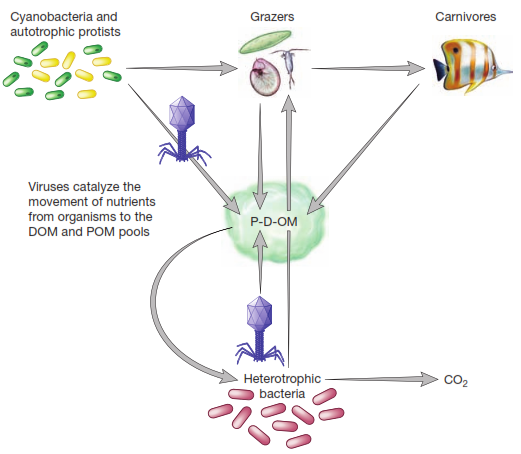 Cyanobacteria and
autotrophic protists
Grazers
Carnivores
Viruses catalyze the
movement of nutrients
from organisms to the
DOM and POM pools
P-D-OM
Heterotrophic
bacteria
CO₂